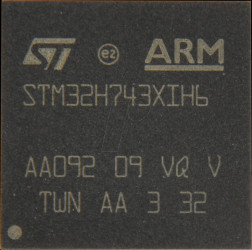 ST e2 ARM
STM32H743XIH6
AA092 09 VQ V
TWN AA 3 32